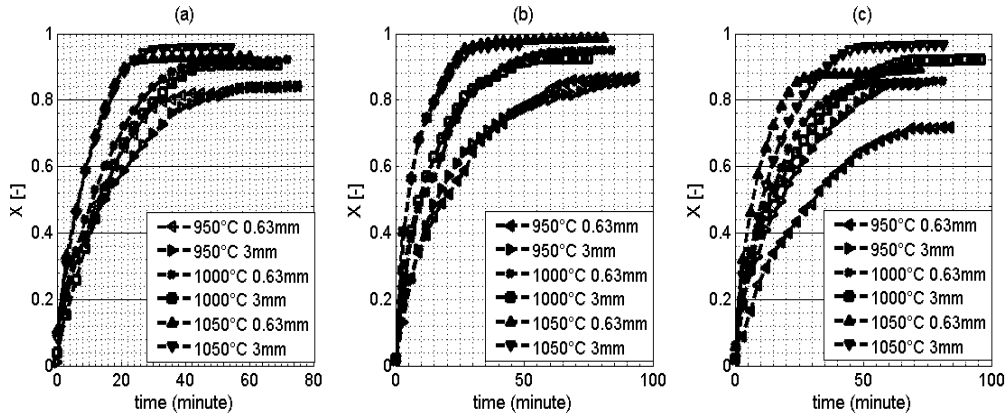 (a)
X [-]
1
0.8
0.6
0.4
0.2
0
0
20
40
60
80
time (minute)
950°C 0.63mm
950°C 3mm
1000°C 0.63mm
1000°C 3mm
1050°C 0.63mm
1050°C 3mm
(b)
X [-]
1
0.8
0.6
0.4
0.2
0
0
50
100
time (minute)
950°C 0.63mm
950°C 3mm
1000°C 0.63mm
1000°C 3mm
1050°C 0.63mm
1050°C 3mm
(c)
X [-]
1
0.8
0.6
0.4
0.2
0
0
50
100
time (minute)
950°C 0.63mm
950°C 3mm
1000°C 0.63mm
1000°C 3mm
1050°C 0.63mm
1050°C 3mm